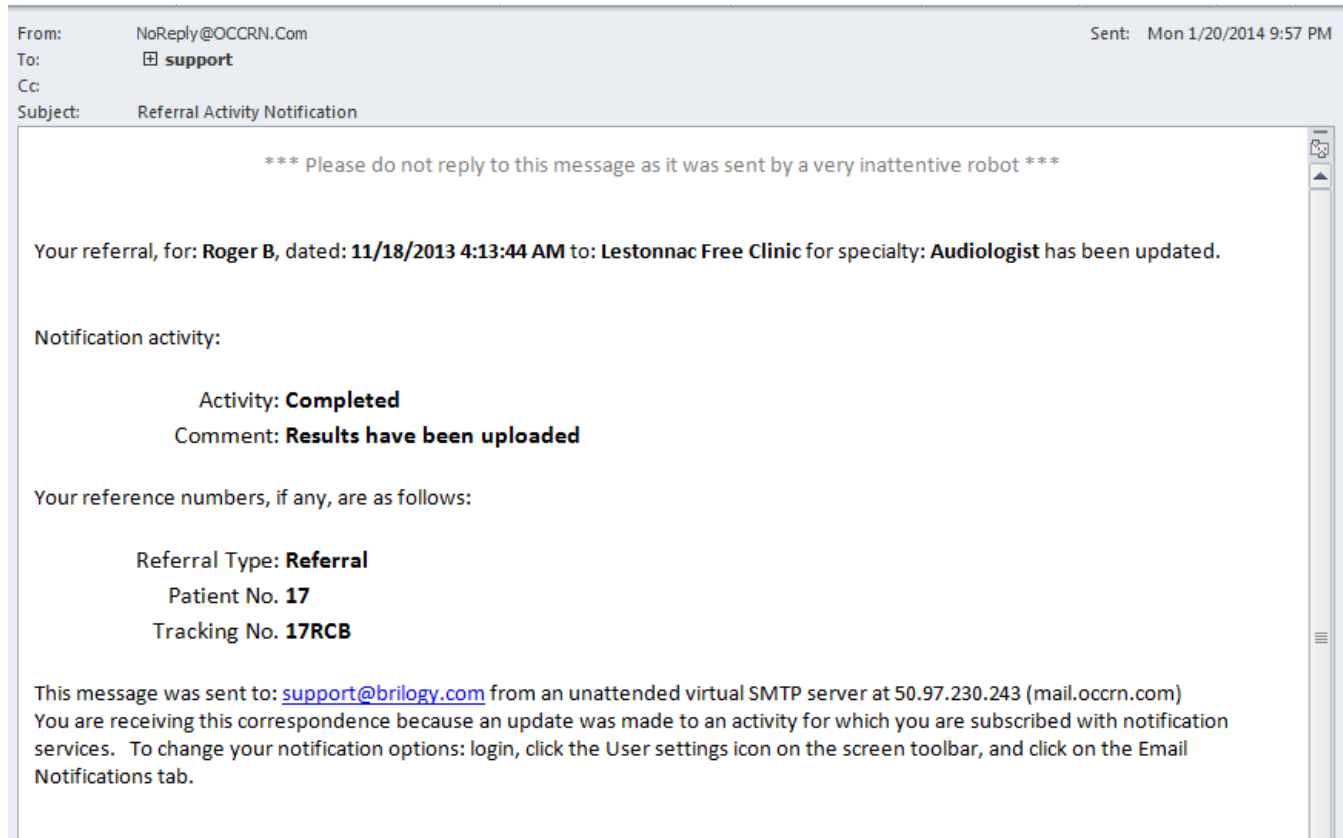 From: NoReply@OCCRN.Com Sent: Mon 1/20/2014 9:57 PM
To: support
Cc:
Subject: Referral Activity Notification
*** Please do not reply to this message as it was sent by a very inattentive robot ***
Your referral, for: Roger B, dated: 11/18/2013 4:13:44 AM to: Lestonnac Free Clinic for specialty: Audiologist has been updated.
Notification activity:
Activity: Completed
Comment: Results have been uploaded
Your reference numbers, if any, are as follows:
Referral Type: Referral
Patient No. 17
Tracking No. 17RCB
This message was sent to: support@brilogy.com from an unattended virtual SMTP server at 50.97.230.243 (mail.occrn.com)
You are receiving this correspondence because an update was made to an activity for which you are subscribed with notification
services. To change your notification options: login, click the User settings icon on the screen toolbar, and click on the Email
Notifications tab.